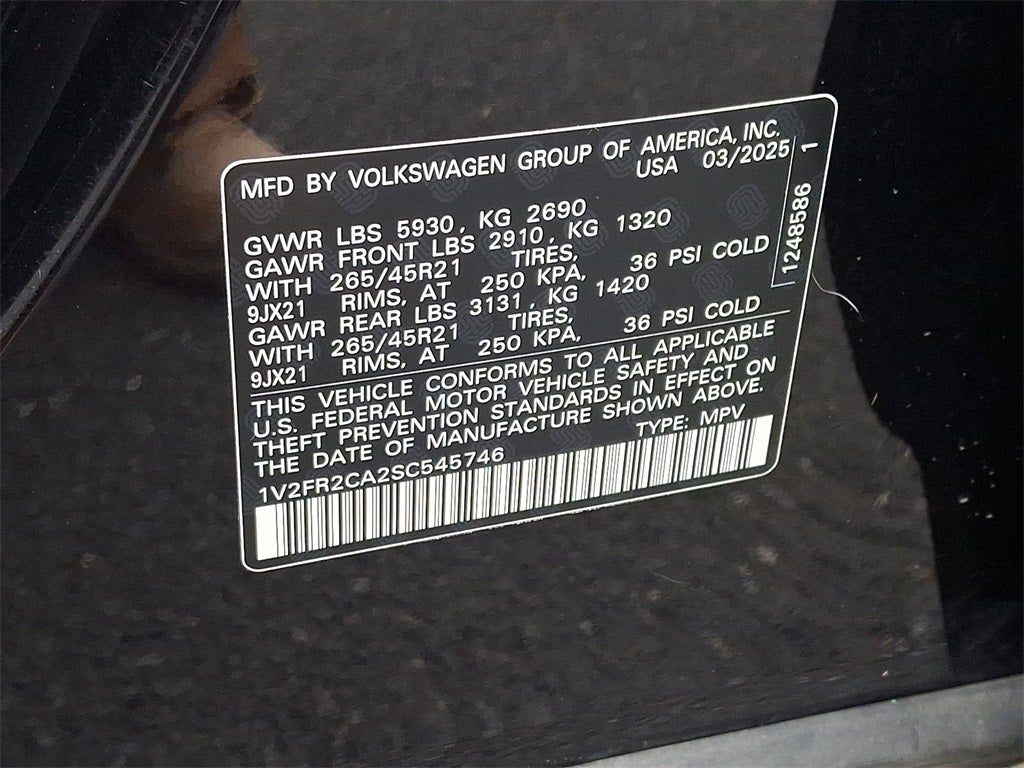 MFD BY VOLKSWAGEN GROUP OF AMERICA, INC.
USA 03/2025
GVWR LBS 5930, KG 2690
GAWR FRONT LBS 2910, KG 1320
WITH 265/45R21 TIRES,
9JX21 RIMS, AT 250 KPA, 36 PSI COLD
GAWR REAR LBS 3131, KG 1420
WITH 265/45R21 TIRES,
9JX21 RIMS, AT 250 KPA, 36 PSI COLD
THIS VEHICLE CONFORMS TO ALL APPLICABLE
U.S. FEDERAL MOTOR VEHICLE SAFETY AND
THEFT PREVENTION STANDARDS IN EFFECT ON
THE DATE OF MANUFACTURE SHOWN ABOVE.
1V2FR2CA2SC545746 TYPE: MPV
1248586 1